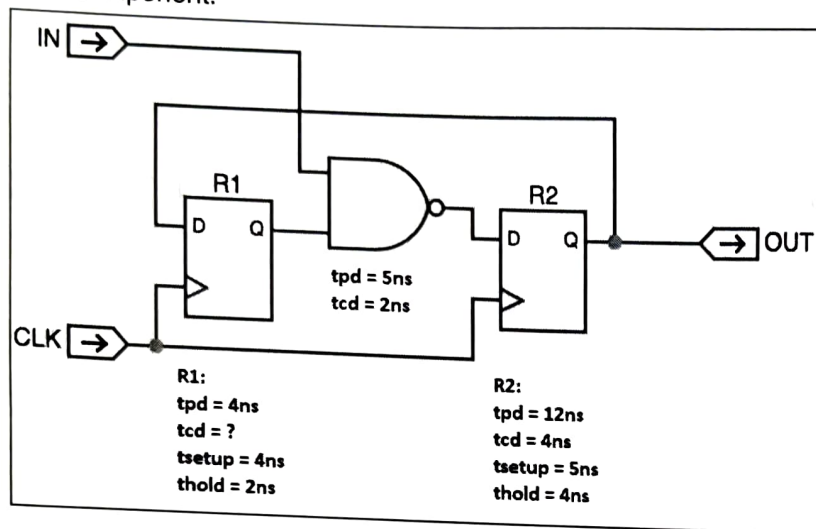 IN
R1
R2
D Q
D Q
OUT
tpd = 5ns
tcd = 2ns
CLK
R1:
tpd = 4ns
tcd = ?
tsetup = 4ns
thold = 2ns
R2:
tpd = 12ns
tcd = 4ns
tsetup = 5ns
thold = 4ns